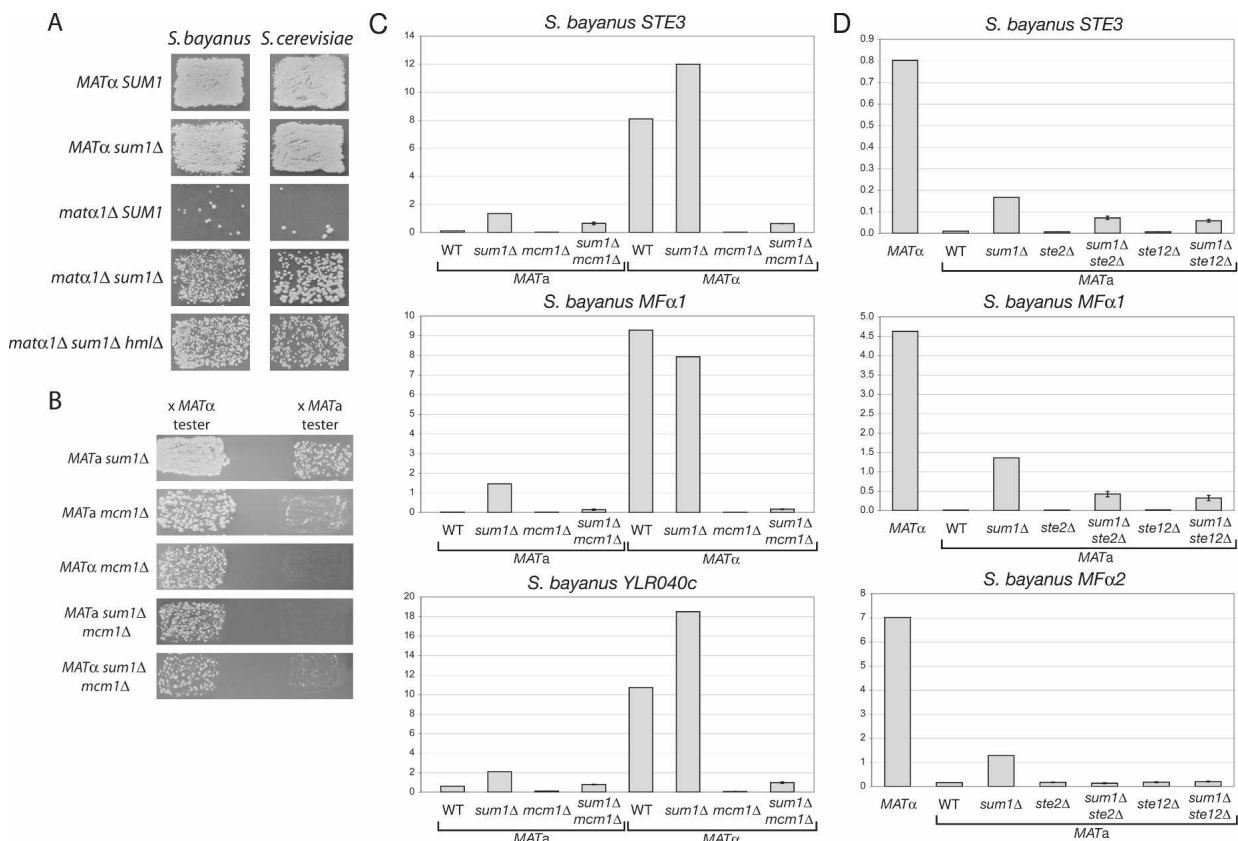 A
S. bayanus S. cerevisiae
MATα SUM1
MATα sum1Δ
matα1Δ SUM1
matα1Δ sum1Δ
matα1Δ sum1Δ hmlΔ
B
x MATα tester
x MATa tester
MATa sum1Δ
MATa mcm1Δ
MATα mcm1Δ
MATa sum1Δ
mcm1Δ
MATα sum1Δ
mcm1Δ
C
S. bayanus STE3
14
12
10
8
6
4
2
0
WT sum1Δ mcm1Δ sum1Δ mcm1Δ WT sum1Δ mcm1Δ sum1Δ mcm1Δ
MATa MATα
S. bayanus MFα1
10
9
8
7
6
5
4
3
2
1
0
WT sum1Δ mcm1Δ sum1Δ mcm1Δ WT sum1Δ mcm1Δ sum1Δ mcm1Δ
MATa MATα
S. bayanus YLR040c
20
18
16
14
12
10
8
6
4
2
0
WT sum1Δ mcm1Δ sum1Δ mcm1Δ WT sum1Δ mcm1Δ sum1Δ mcm1Δ
MATa MATα
D
S. bayanus STE3
0.9
0.8
0.7
0.6
0.5
0.4
0.3
0.2
0.1
0.0
MATα WT sum1Δ ste2Δ sum1Δ ste2Δ ste12Δ sum1Δ ste12Δ
MATa
S. bayanus MFα1
5.0
4.5
4.0
3.5
3.0
2.5
2.0
1.5
1.0
0.5
0.0
MATα WT sum1Δ ste2Δ sum1Δ ste2Δ ste12Δ sum1Δ ste12Δ
MATa
S. bayanus MFα2
8
7
6
5
4
3
2
1
0
MATα WT sum1Δ ste2Δ sum1Δ ste2Δ ste12Δ sum1Δ ste12Δ
MATa